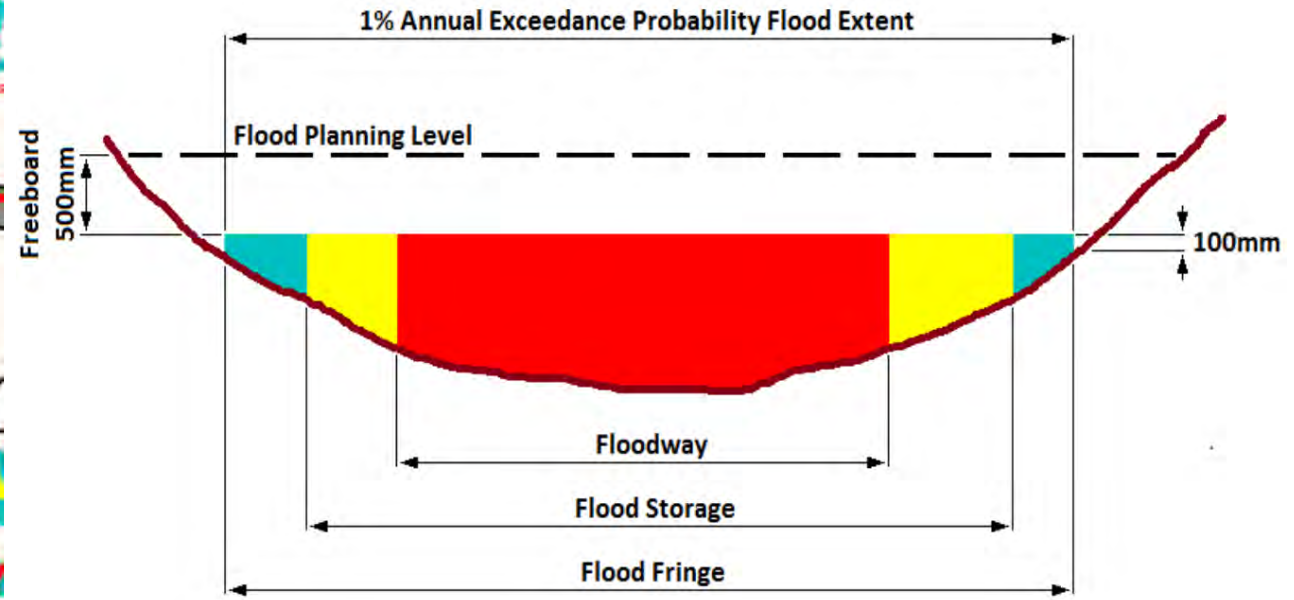 1% Annual Exceedance Probability Flood Extent
Flood Planning Level
Freeboard
500mm
100mm
Floodway
Flood Storage
Flood Fringe